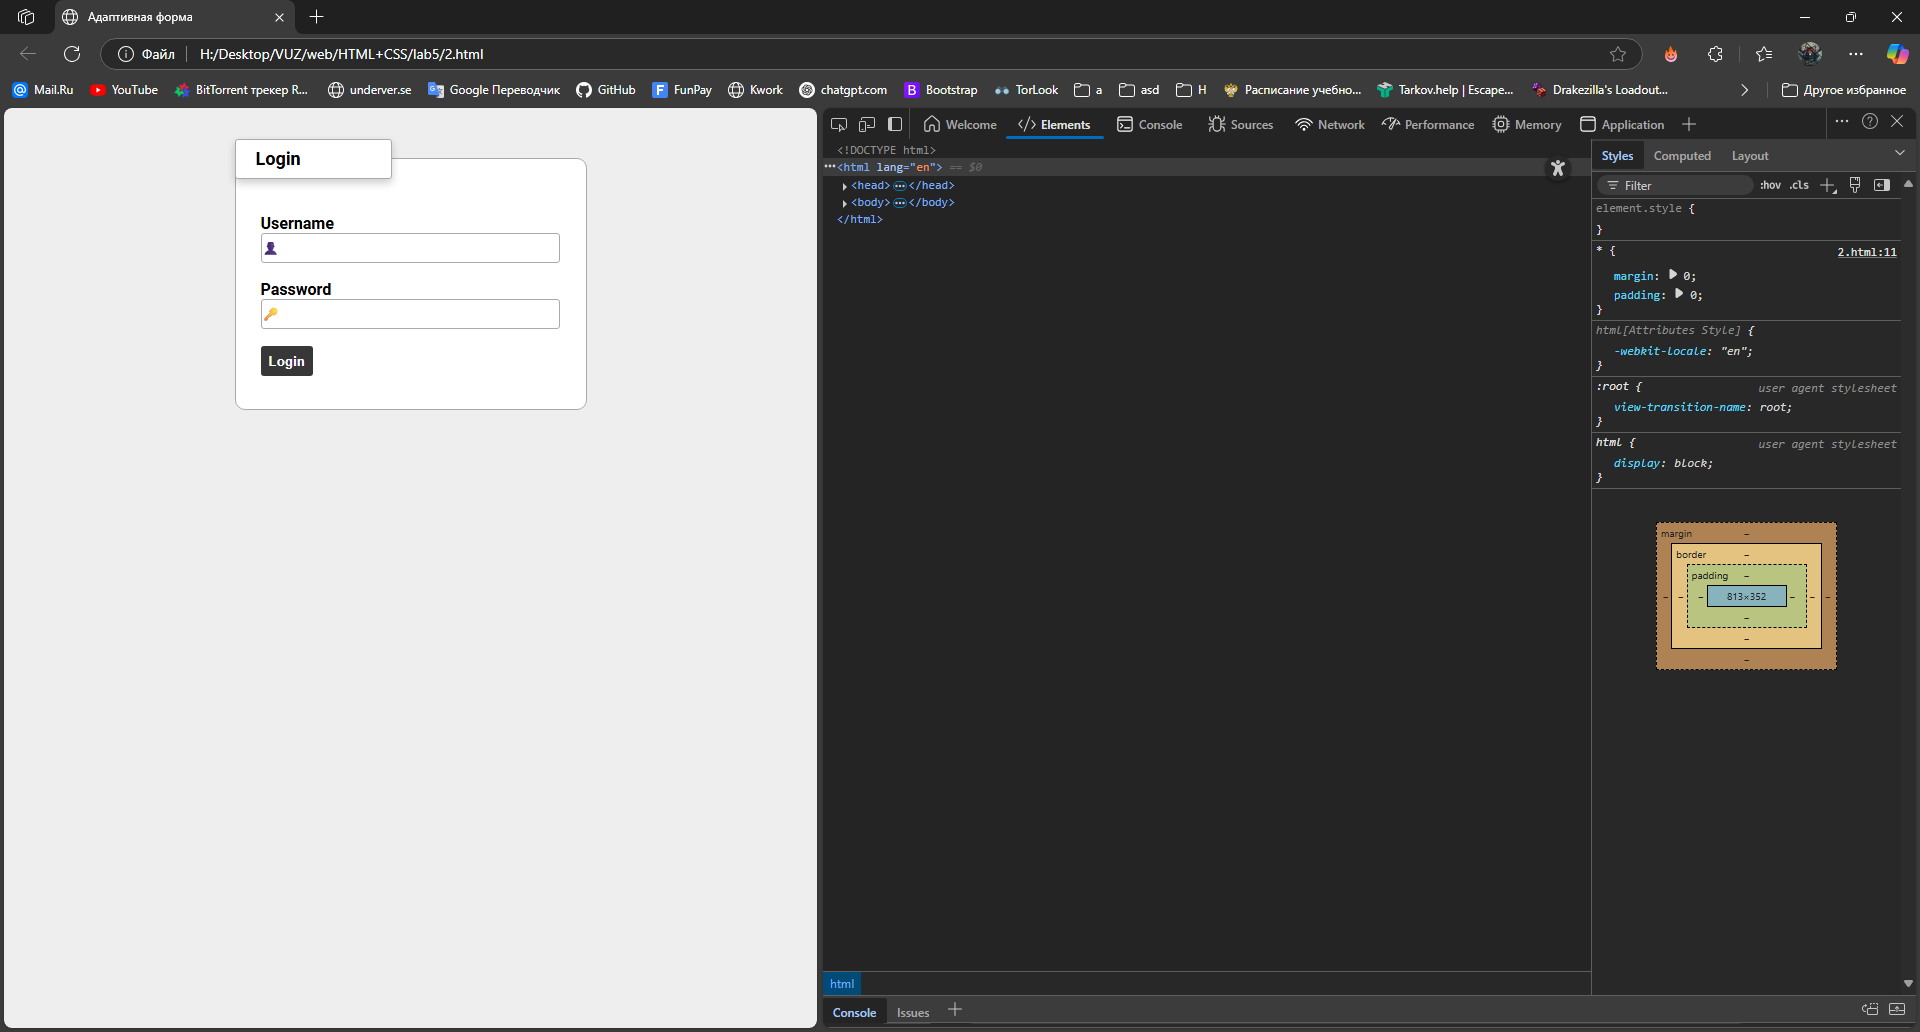 Адаптивная форма
Файл
H:/Desktop/VUZ/web/HTML+CSS/lab5/2.html
Mail.Ru
YouTube
BitTorrent трекер R...
underver.se
Google Переводчик
GitHub
FunPay
Kwork
chatgpt.com
Bootstrap
TorLook
a
asd
H
Расписание учебно...
Tarkov.help | Escape...
Drakezilla's Loadout...
Другое избранное
Login
Username
Password
Login
Welcome
Elements
Console
Sources
Network
Performance
Memory
Application
<!DOCTYPE html>
<html lang="en"> == $0
<head> </head>
<body> </body>
</html>
Styles
Computed
Layout
Filter
:hov
.cls
element.style {
}
* {
2.html:11
margin: 0;
padding: 0;
}
html[Attributes Style] {
-webkit-locale: "en";
}
:root {
user agent stylesheet
view-transition-name: root;
}
html {
user agent stylesheet
display: block;
}
margin
border
padding
813×352
html
Console
Issues